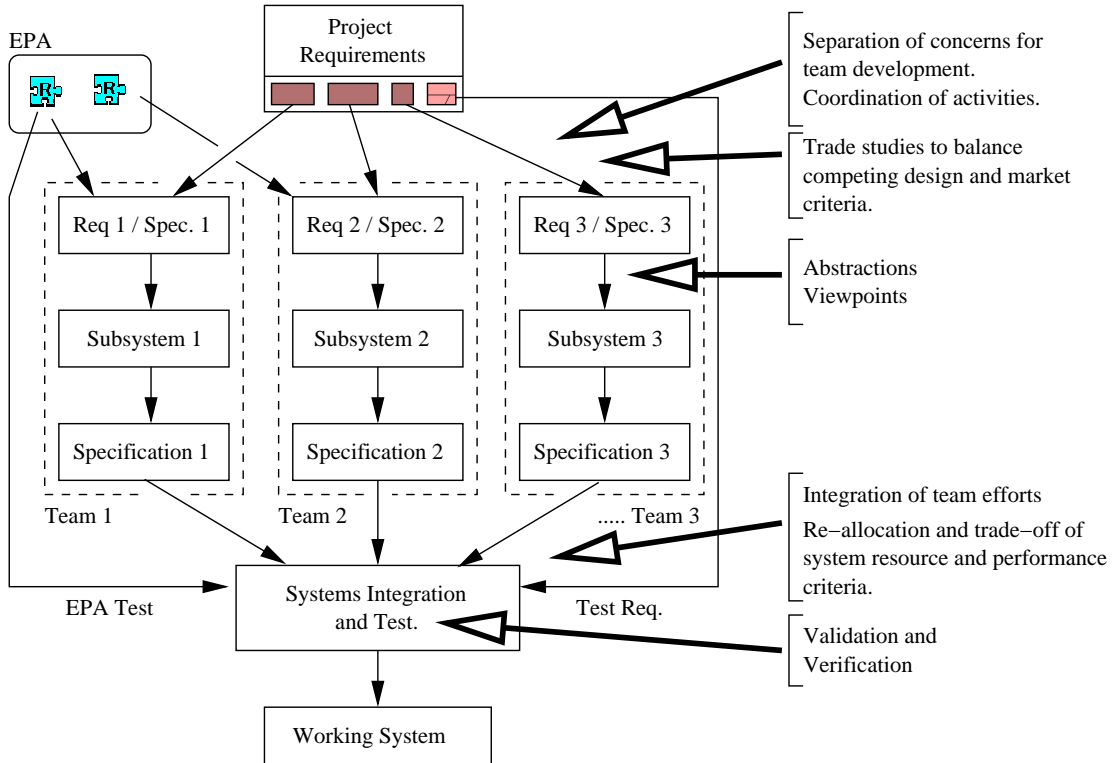 EPA
R
R
Project
Requirements
Separation of concerns for
team development.
Coordination of activities.
Trade studies to balance
competing design and market
criteria.
Req 1 / Spec. 1
Req 2 / Spec. 2
Req 3 / Spec. 3
Abstractions
Viewpoints
Subsystem 1
Subsystem 2
Subsystem 3
Specification 1
Specification 2
Specification 3
Team 1
Team 2
..... Team 3
Integration of team efforts
Re−allocation and trade−off of
system resource and performance
criteria.
EPA Test
Systems Integration
and Test.
Test Req.
Validation and
Verification
Working System